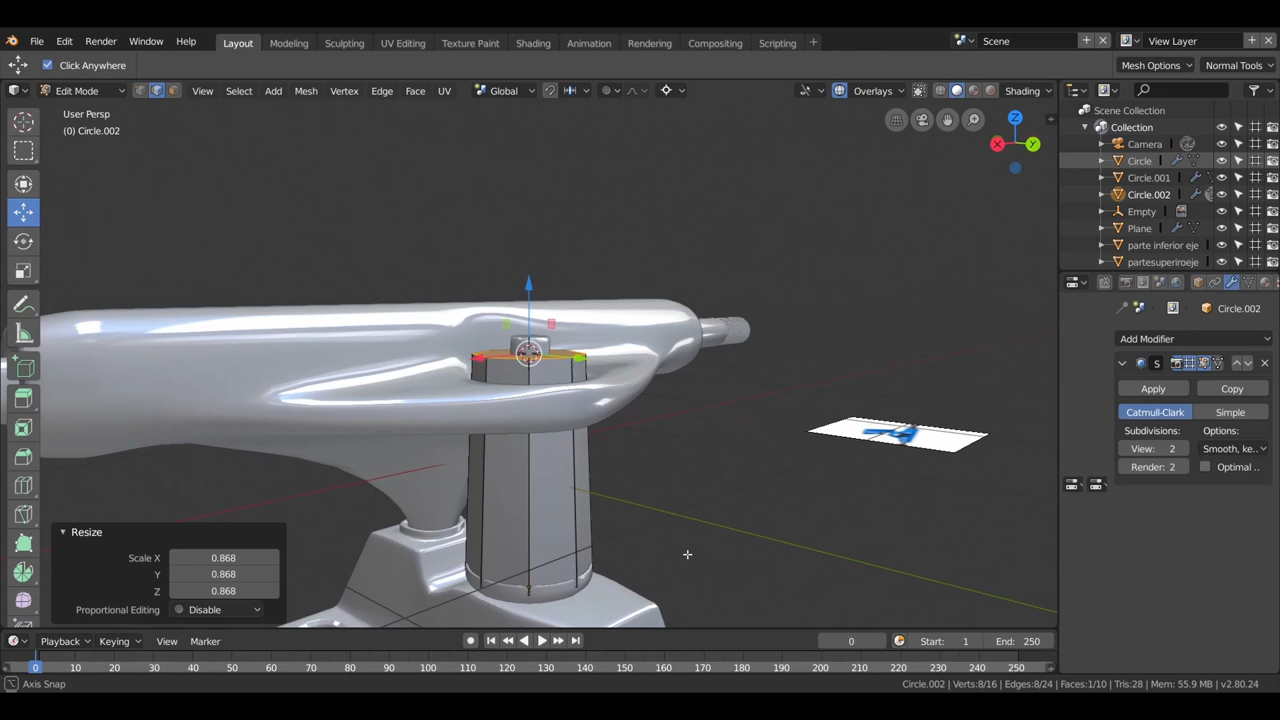 File Edit Render Window Help Layout Modeling Sculpting UV Editing Texture Paint Shading Animation Rendering Compositing Scripting + Scene View Layer
Click Anywhere Mesh Options Normal Tools
Edit Mode View Select Add Mesh Vertex Edge Face UV Global Overlays Shading
User Persp
(0) Circle.002
Z
X
Y
Scene Collection
Collection
Camera
Circle
Circle.001
Circle.002
Empty
Plane
parte inferior eje
partesuperiroeje
Circle.002
Add Modifier
S
Apply Copy
Catmull-Clark Simple
Subdivisions: Options:
View: 2 Smooth, ke..
Render: 2 Optimal ..
Resize
Scale X 0.868
Y 0.868
Z 0.868
Proportional Editing Disable
Playback Keying View Marker 0 Start: 1 End: 250
0 10 20 30 40 50 60 70 80 90 100 110 120 130 140 150 160 170 180 190 200 210 220 230 240 250
Axis Snap Circle.002 | Verts:8/16 | Edges:8/24 | Faces:1/10 | Tris:28 | Mem: 55.9 MB | v2.80.24